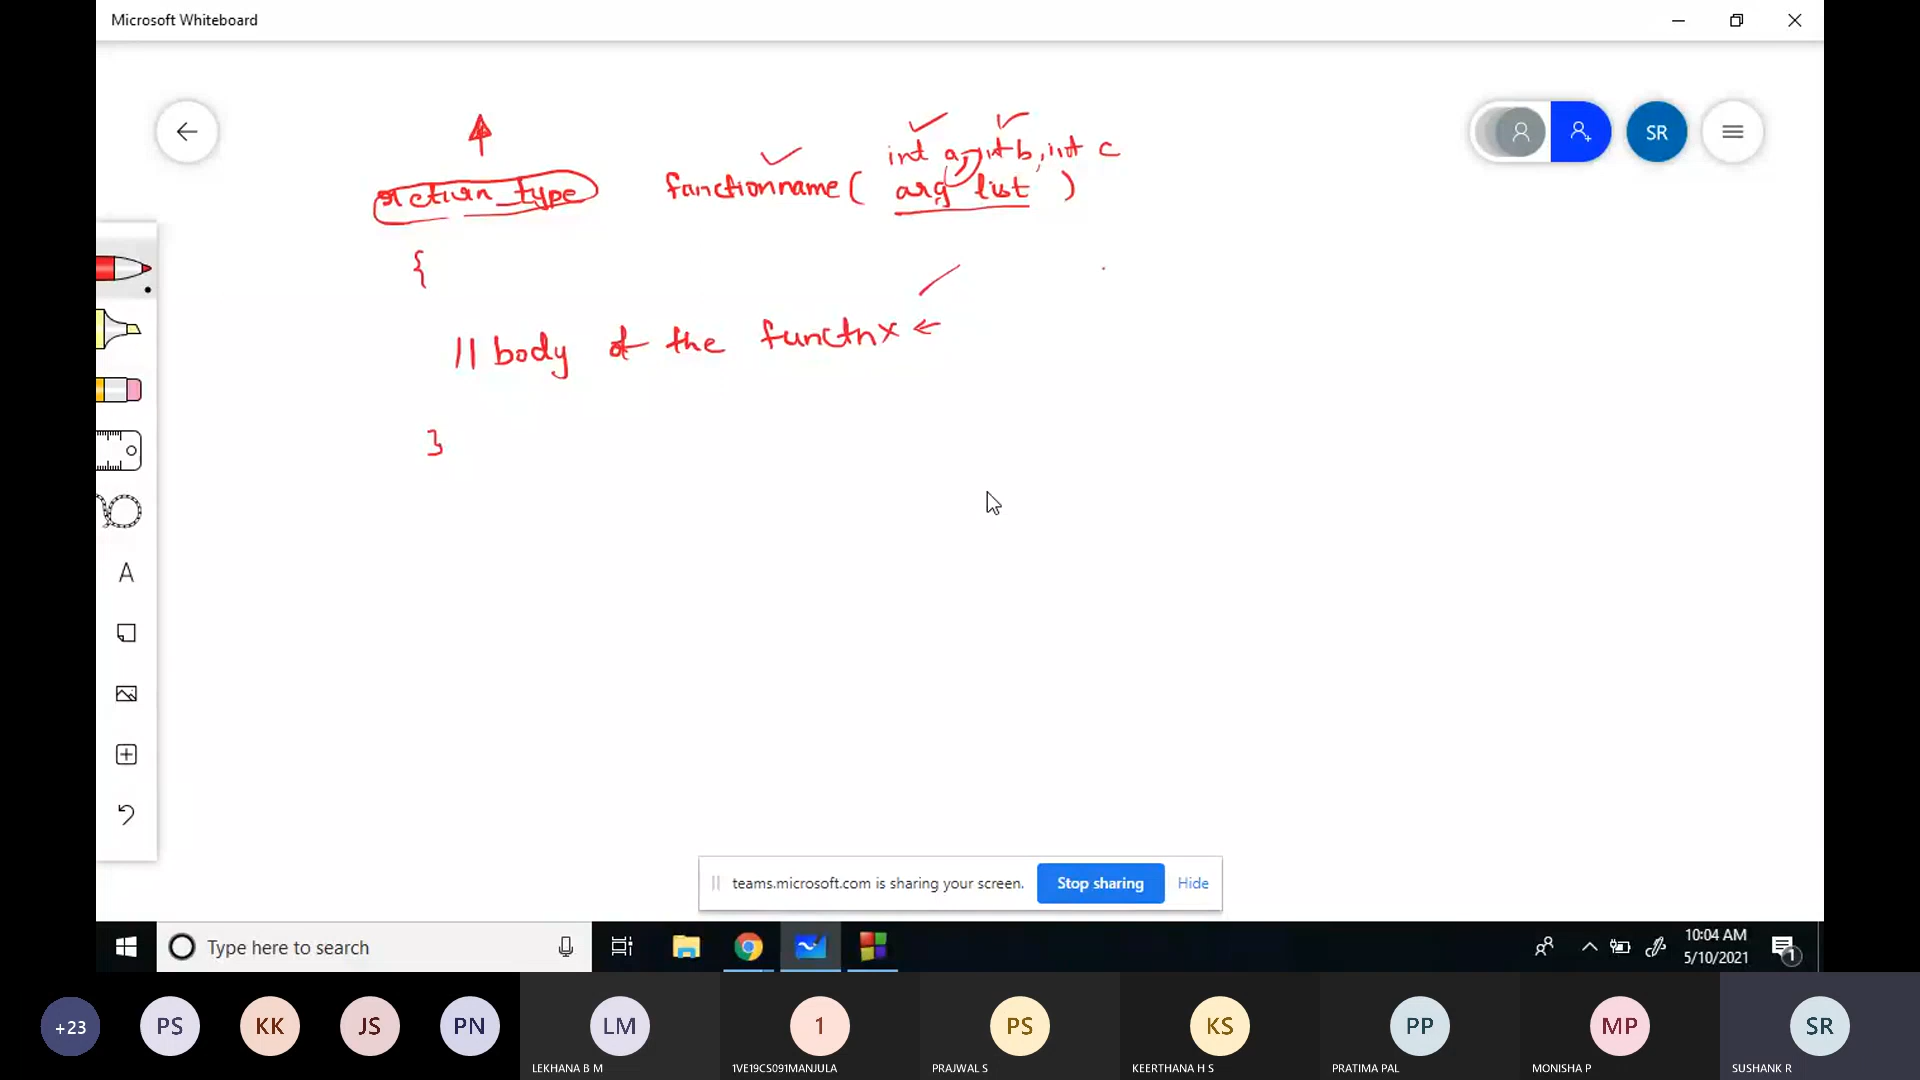 Microsoft Whiteboard
SR
int a, int b, int c
return_type functionname ( arg list )
{
// body of the functnx ←
}
A
teams.microsoft.com is sharing your screen.
Stop sharing
Hide
Type here to search
10:04 AM
5/10/2021
1
+23
PS
KK
JS
PN
LM
1
PS
KS
PP
MP
SR
LEKHANA B M
1VE19CS091MANJULA
PRAJWAL S
KEERTHANA H S
PRATIMA PAL
MONISHA P
SUSHANK R